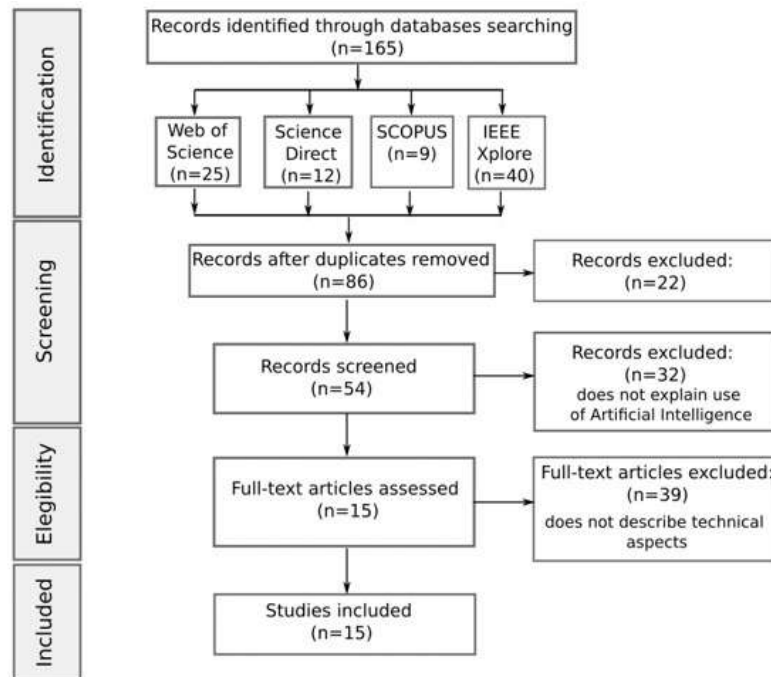 Identification
Records identified through databases searching
(n=165)
Web of
Science
(n=25)
Science
Direct
(n=12)
SCOPUS
(n=9)
IEEE
Xplore
(n=40)
Screening
Records after duplicates removed
(n=86)
Records excluded:
(n=22)
Records screened
(n=54)
Records excluded:
(n=32)
does not explain use
of Artificial Intelligence
Elegibility
Full-text articles assessed
(n=15)
Full-text articles excluded:
(n=39)
does not describe technical
aspects
Included
Studies included
(n=15)